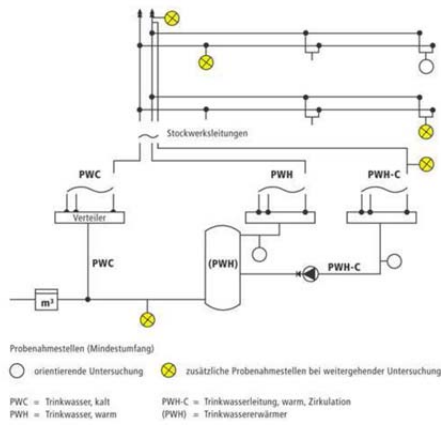 Stockwerksleitungen
PWC
PWH
PWH-C
Verteiler
PWC
(PWH)
PWH-C
m³
Probenahmestellen (Mindestumfang)
orientierende Untersuchung
zusätzliche Probenahmestellen bei weitergehender Untersuchung
PWC = Trinkwasser, kalt
PWH-C = Trinkwasserleitung, warm, Zirkulation
PWH = Trinkwasser, warm
(PWH) = Trinkwassererwärmer